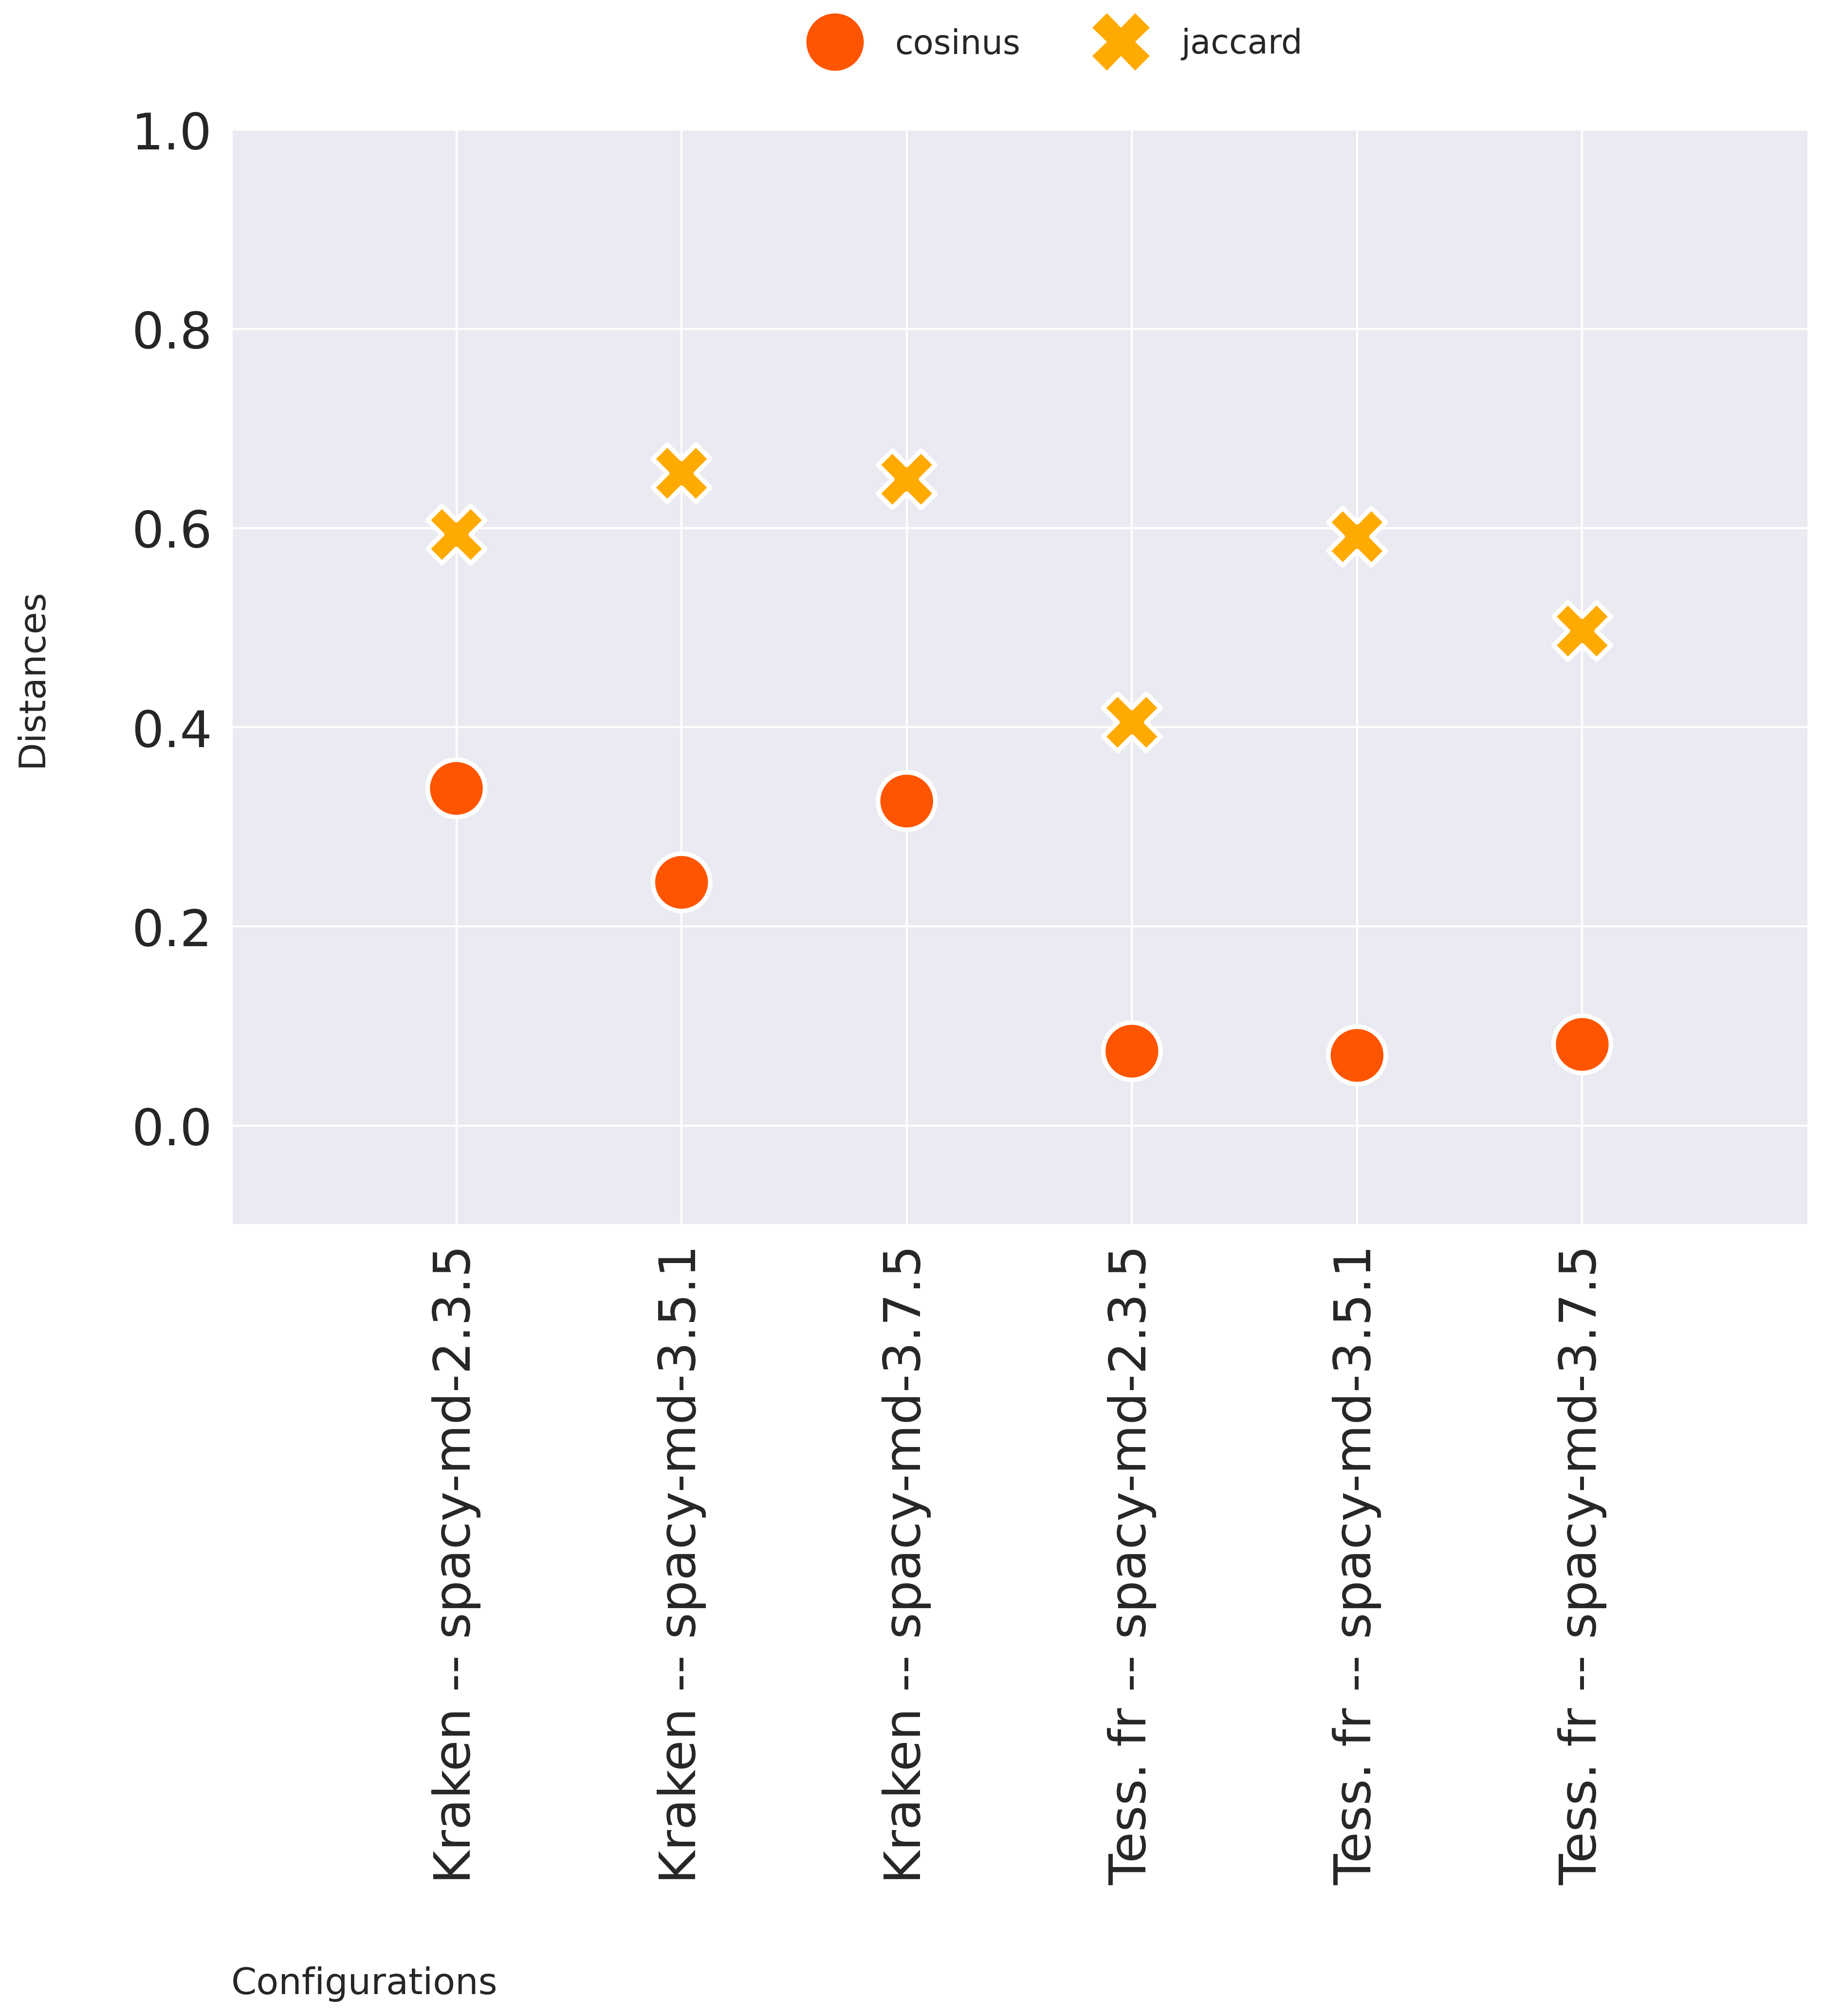 cosinus
jaccard
1.0
0.8
0.6
0.4
0.2
0.0
Distances
Kraken -- spacy-md-2.3.5
Kraken -- spacy-md-3.5.1
Kraken -- spacy-md-3.7.5
Tess. fr -- spacy-md-2.3.5
Tess. fr -- spacy-md-3.5.1
Tess. fr -- spacy-md-3.7.5
Configurations